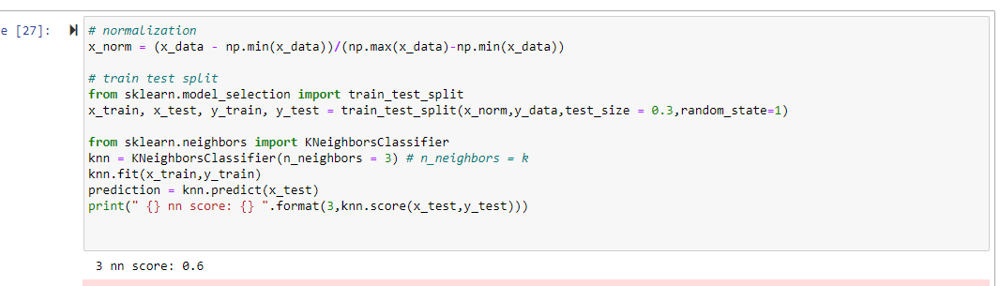 e [27]:
# normalization
x_norm = (x_data - np.min(x_data))/(np.max(x_data)-np.min(x_data))
# train test split
from sklearn.model_selection import train_test_split
x_train, x_test, y_train, y_test = train_test_split(x_norm,y_data,test_size = 0.3,random_state=1)
from sklearn.neighbors import KNeighborsClassifier
knn = KNeighborsClassifier(n_neighbors = 3) # n_neighbors = k
knn.fit(x_train,y_train)
prediction = knn.predict(x_test)
print(" {} nn score: {} ".format(3,knn.score(x_test,y_test)))
3 nn score: 0.6